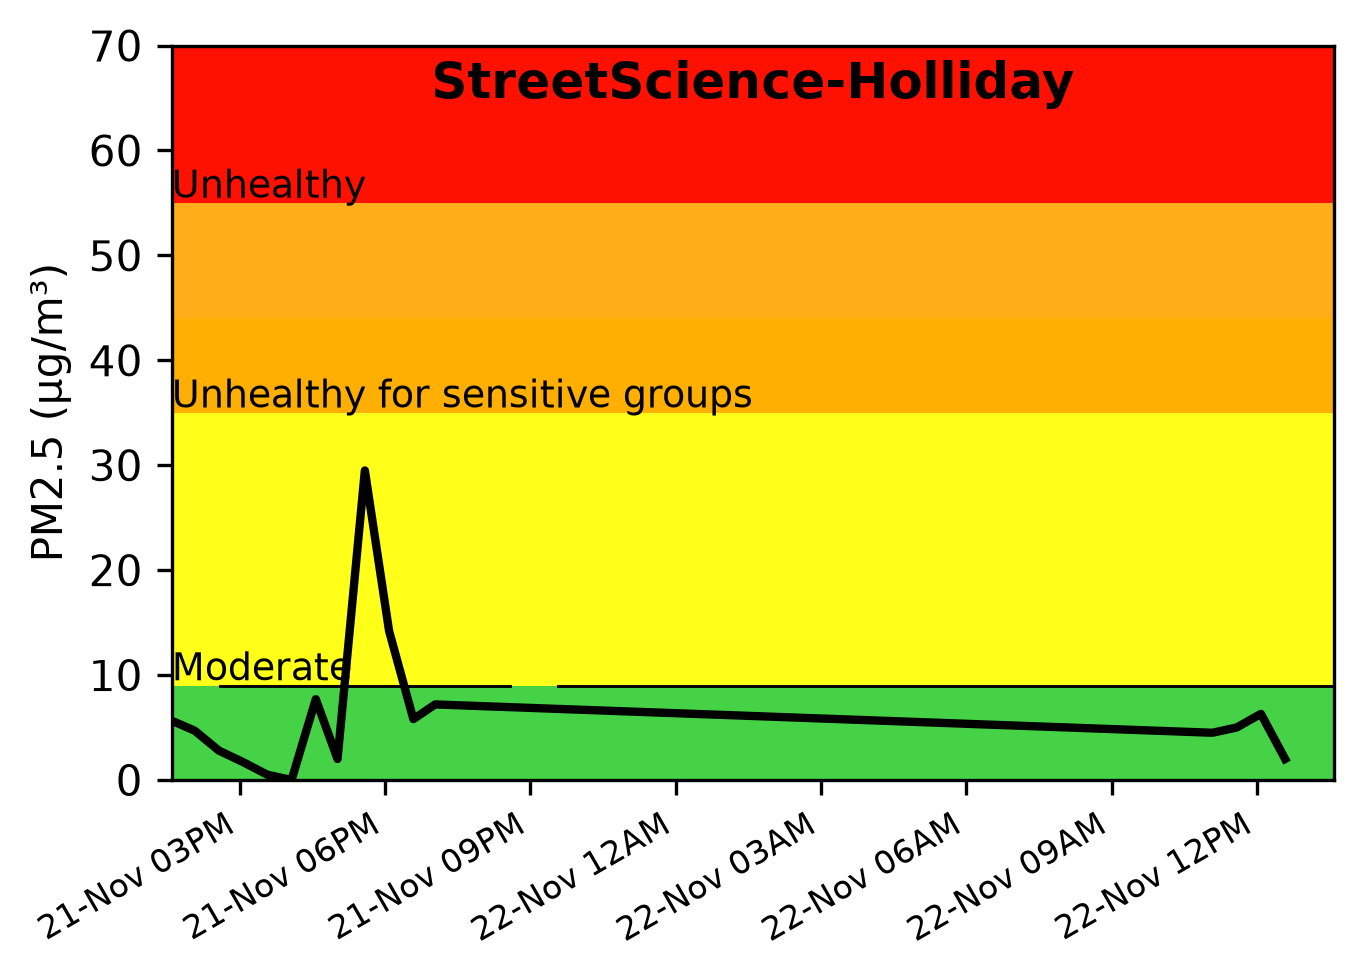 StreetScience-Holliday
PM2.5 (µg/m³)
70
60
50
40
30
20
10
0
Unhealthy
Unhealthy for sensitive groups
Moderate
21-Nov 03PM
21-Nov 06PM
21-Nov 09PM
22-Nov 12AM
22-Nov 03AM
22-Nov 06AM
22-Nov 09AM
22-Nov 12PM